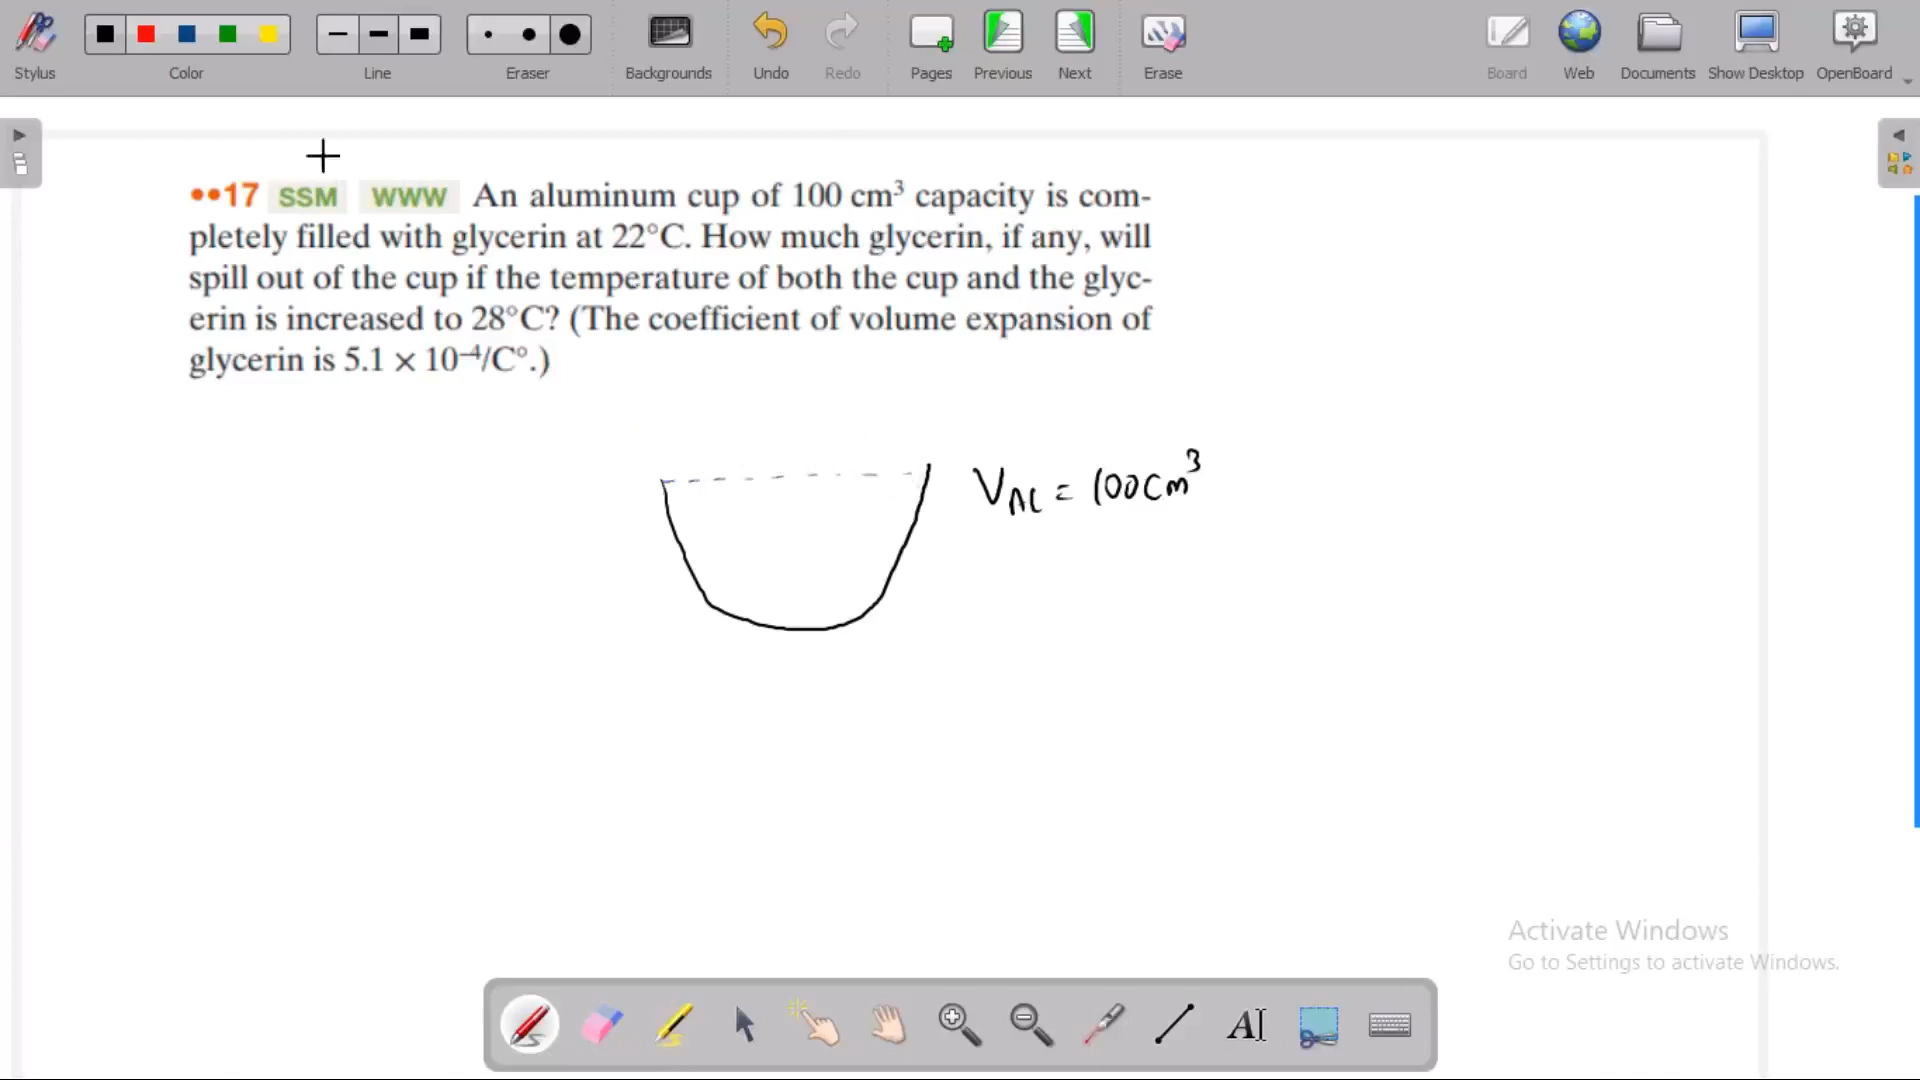 Stylus Color Line Eraser Backgrounds Undo Redo Pages Previous Next Erase Board Web Documents Show Desktop OpenBoard
••17 SSM WWW An aluminum cup of 100 cm³ capacity is com-
pletely filled with glycerin at 22°C. How much glycerin, if any, will
spill out of the cup if the temperature of both the cup and the glyc-
erin is increased to 28°C? (The coefficient of volume expansion of
glycerin is 5.1 × 10⁻⁴/C°.)
V_AL = 100cm³
Activate Windows
Go to Settings to activate Windows.